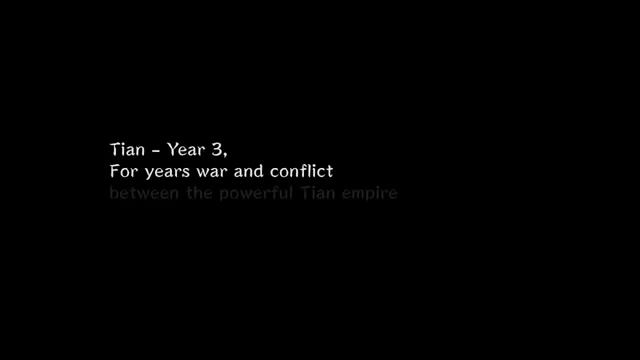 Tian - Year 3,
For years war and conflict
between the powerful Tian empire